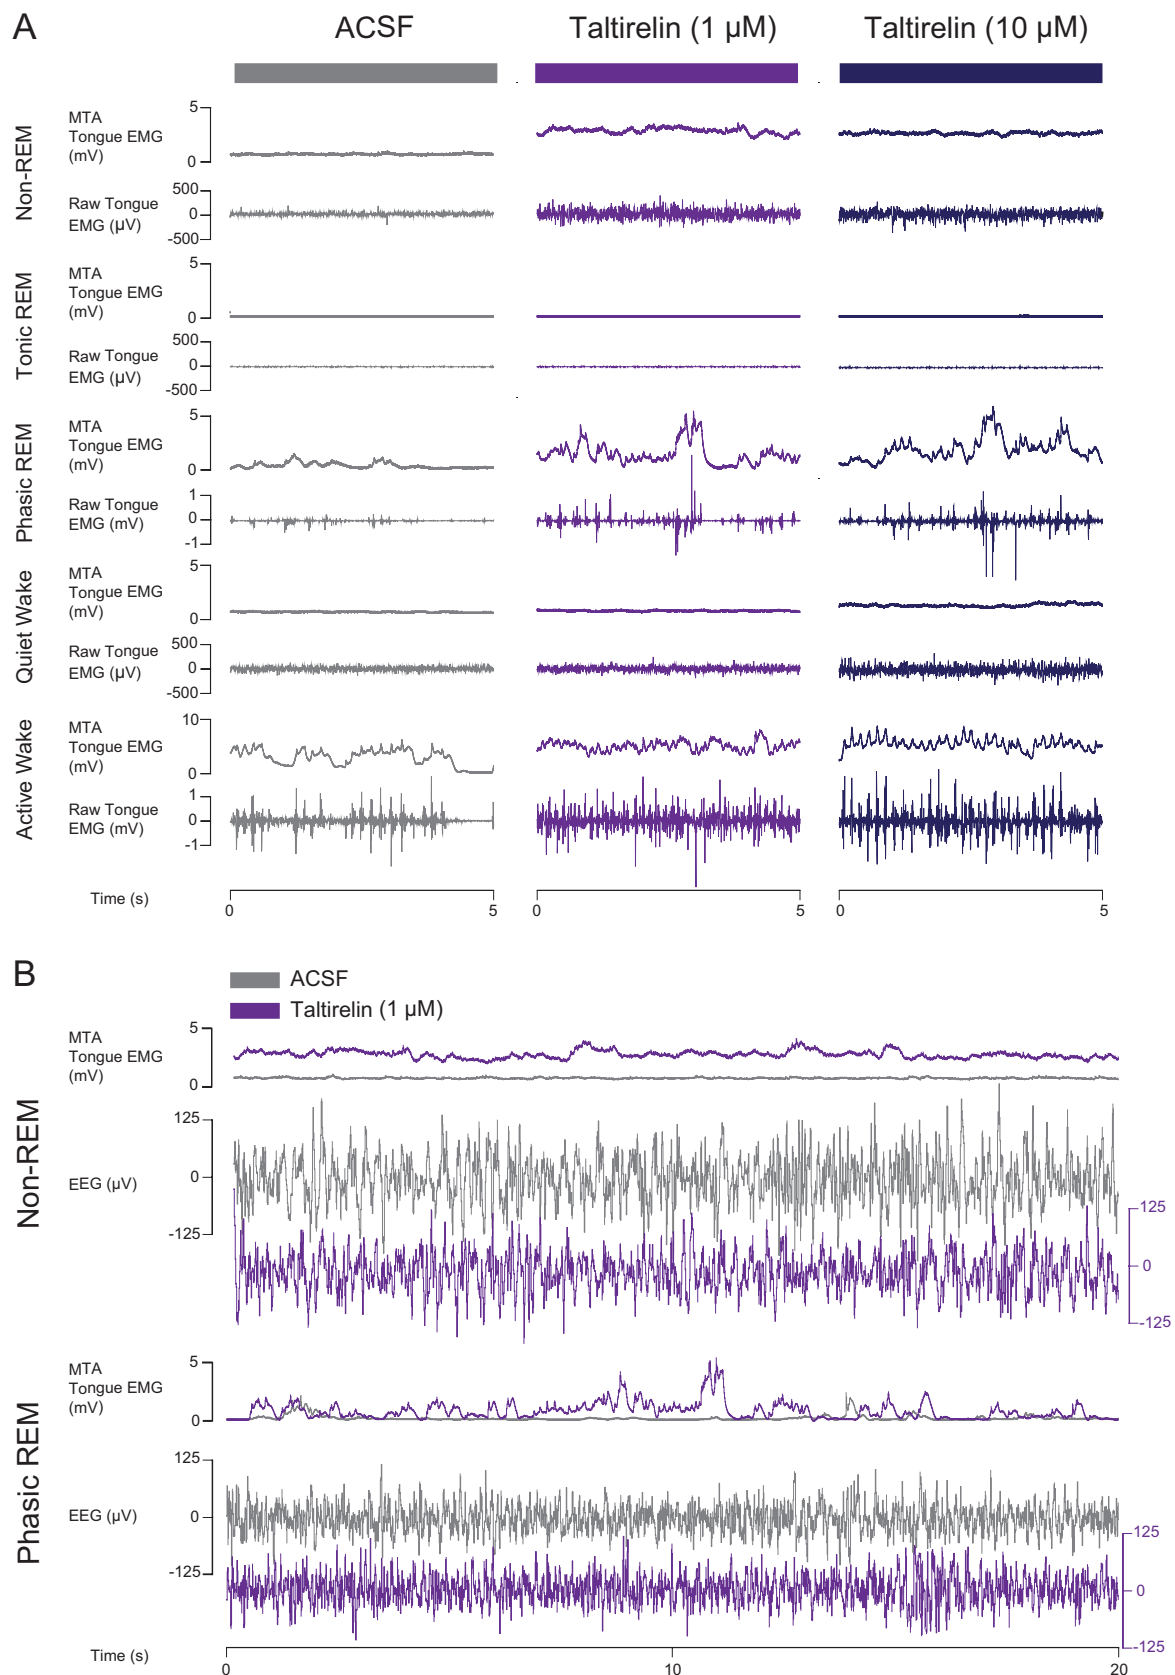 A
ACSF
Taltirelin (1 µM)
Taltirelin (10 µM)
Non-REM
MTA
Tongue EMG
(mV)
5
0
Raw Tongue
EMG (µV)
500
0
-500
Tonic REM
MTA
Tongue EMG
(mV)
5
0
Raw Tongue
EMG (µV)
500
0
-500
Phasic REM
MTA
Tongue EMG
(mV)
5
0
Raw Tongue
EMG (mV)
1
0
-1
Quiet Wake
MTA
Tongue EMG
(mV)
5
0
Raw Tongue
EMG (µV)
500
0
-500
Active Wake
MTA
Tongue EMG
(mV)
10
0
Raw Tongue
EMG (mV)
1
0
-1
Time (s)
0 5 0 5 0 5
B
ACSF
Taltirelin (1 µM)
Non-REM
MTA
Tongue EMG
(mV)
5
0
EEG (µV)
125
0
-125
125
0
-125
Phasic REM
MTA
Tongue EMG
(mV)
5
0
EEG (µV)
125
0
-125
125
0
-125
Time (s)
0 10 20